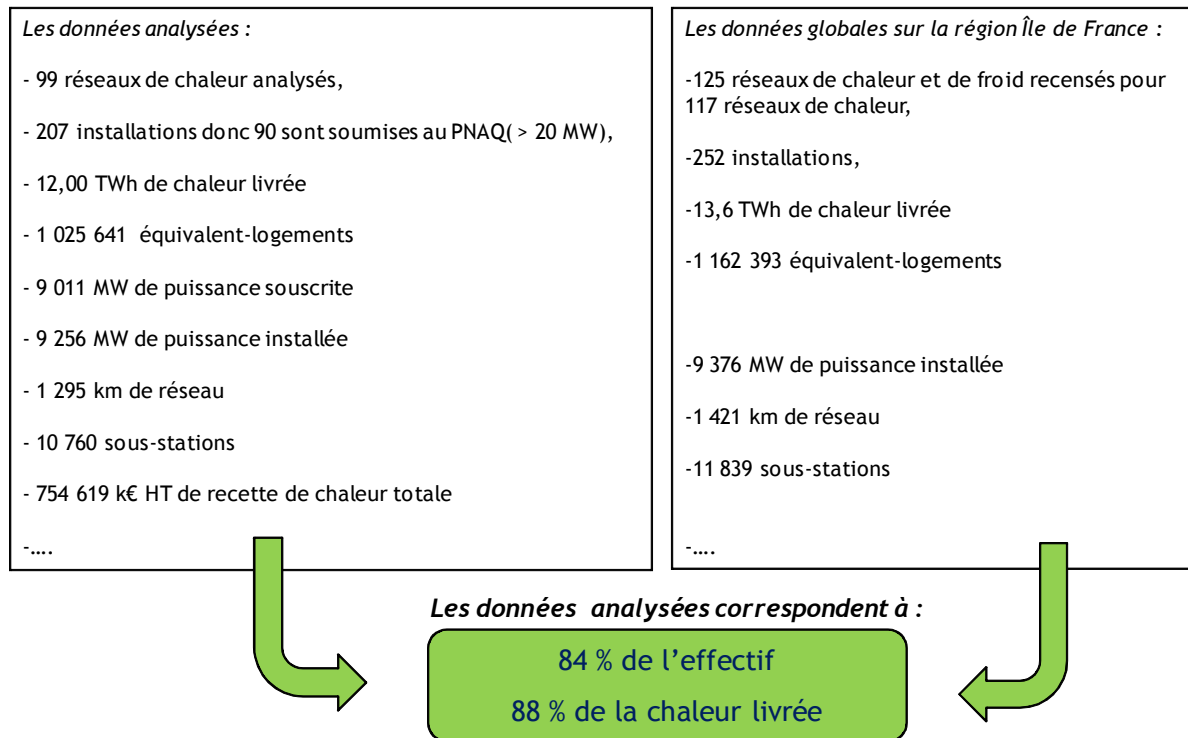 Les données analysées :
- 99 réseaux de chaleur analysés,
- 207 installations donc 90 sont soumises au PNAQ( > 20 MW),
- 12,00 TWh de chaleur livrée
- 1 025 641 équivalent-logements
- 9 011 MW de puissance souscrite
- 9 256 MW de puissance installée
- 1 295 km de réseau
- 10 760 sous-stations
- 754 619 k€ HT de recette de chaleur totale
-....
Les données globales sur la région Île de France :
-125 réseaux de chaleur et de froid recensés pour
117 réseaux de chaleur,
-252 installations,
-13,6 TWh de chaleur livrée
-1 162 393 équivalent-logements
-9 376 MW de puissance installée
-1 421 km de réseau
-11 839 sous-stations
-....
Les données analysées correspondent à :
84 % de l’effectif
88 % de la chaleur livrée